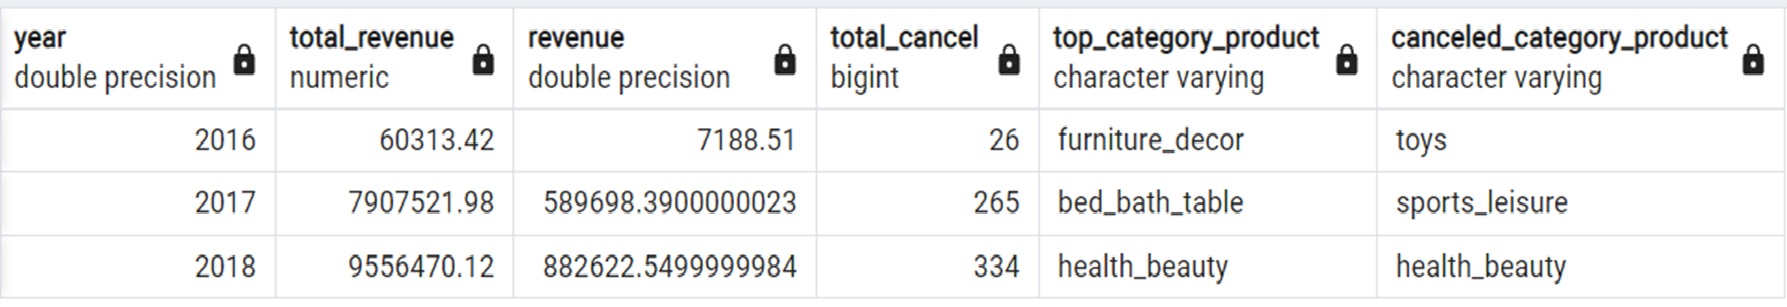 year total_revenue revenue total_cancel top_category_product canceled_category_product
double precision numeric double precision bigint character varying character varying
2016 60313.42 7188.51 26 furniture_decor toys
2017 7907521.98 589698.3900000023 265 bed_bath_table sports_leisure
2018 9556470.12 882622.5499999984 334 health_beauty health_beauty